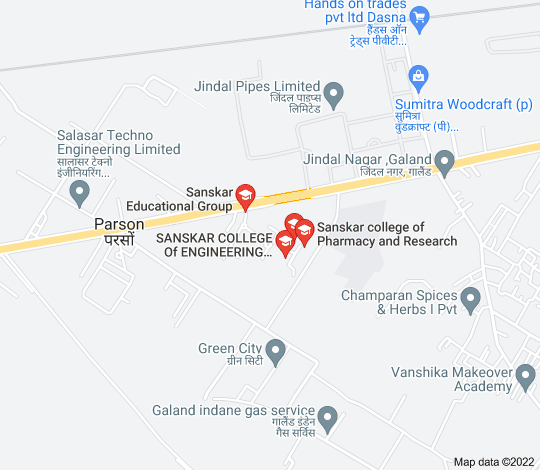 Hands on trades
pvt ltd Dasna
हैंडस ऑन
ट्रेड्स पीवीटी...
Jindal Pipes Limited
जिंदल पाइप्स
लिमिटेड
Sumitra Woodcraft (p)
सुमित्रा
वुडक्राफ्ट (पी)...
Salasar Techno
Engineering Limited
सालासार टेक्नो
इंजीनियरिंग...
Jindal Nagar ,Galand
जिंदल नगर, गालैंड
Sanskar
Educational Group
Parson
परसों
SANSKAR COLLEGE
Of ENGINEERING...
Sanskar college of
Pharmacy and Research
Champaran Spices
& Herbs I Pvt
Green City
ग्रीन सिटी
Vanshika Makeover
Academy
Galand indane gas service
गालैंड इंडेन
गैस सर्विस
Map data ©2022